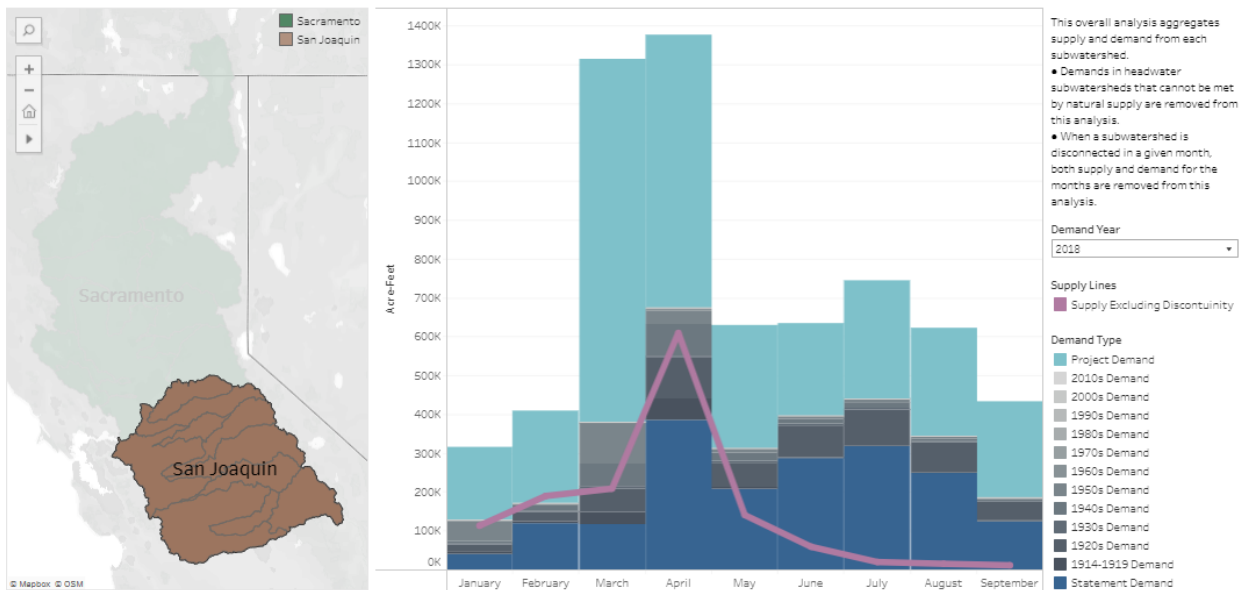 Sacramento
San Joaquin
+
−
Sacramento
San Joaquin
© Mapbox © OSM
Acre-Feet
1400K
1300K
1200K
1100K
1000K
900K
800K
700K
600K
500K
400K
300K
200K
100K
0K
January February March April May June July August September
This overall analysis aggregates
supply and demand from each
subwatershed.
● Demands in headwater
subwatersheds that cannot be met
by natural supply are removed from
this analysis.
● When a subwatershed is
disconnected in a given month,
both supply and demand for the
months are removed from this
analysis.
Demand Year
2018
Supply Lines
Supply Excluding Discontuinity
Demand Type
Project Demand
2010s Demand
2000s Demand
1990s Demand
1980s Demand
1970s Demand
1960s Demand
1950s Demand
1940s Demand
1930s Demand
1920s Demand
1914-1919 Demand
Statement Demand